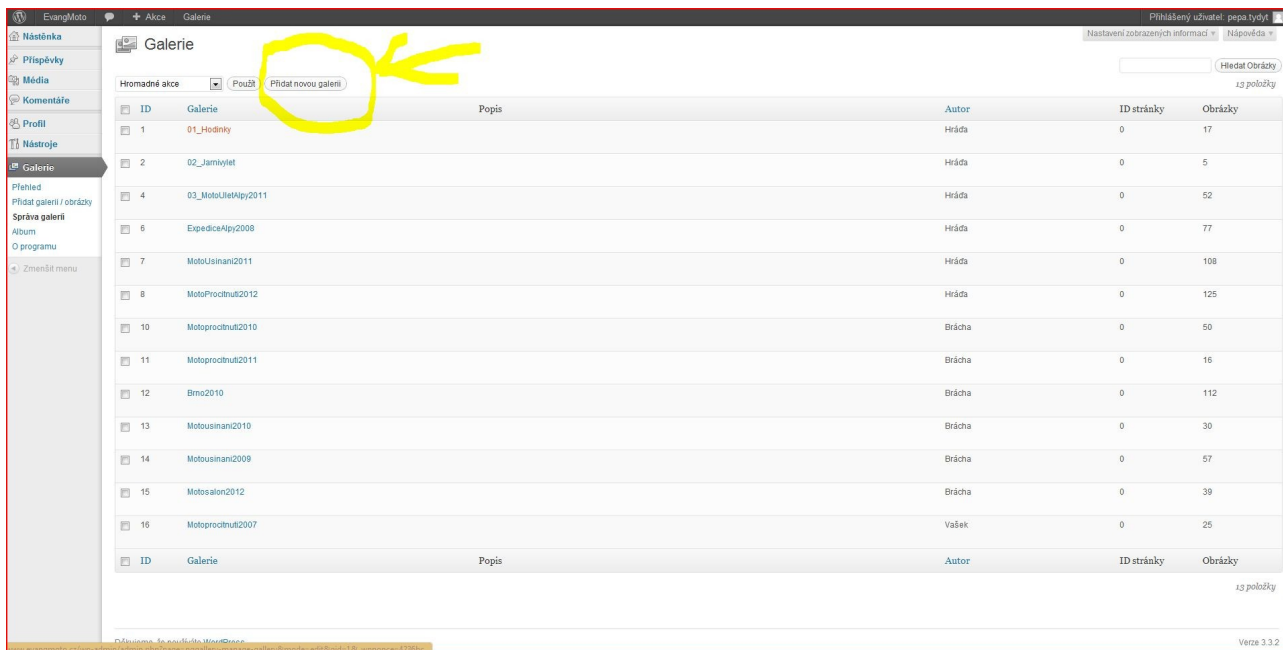 EvangMoto + Akce Galerie Přihlášený uživatel: pepa.tydyt
Nástěnka
Příspěvky
Média
Komentáře
Profil
Nástroje
Galerie
Přehled
Přidat galerii / obrázky
Správa galerií
Album
O programu
Zmenšit menu
Nastavení zobrazených informací Nápověda
Galerie
Hledat Obrázky
Hromadné akce Použít Přidat novou galerii 13 položky
ID Galerie Popis Autor ID stránky Obrázky
1 01_Hodinky Hráďa 0 17
2 02_Jarnivylet Hráďa 0 5
4 03_MotoUletAlpy2011 Hráďa 0 52
6 ExpediceAlpy2008 Hráďa 0 77
7 MotoUsinani2011 Hráďa 0 108
8 MotoProcitnuti2012 Hráďa 0 125
10 Motoprocitnuti2010 Brácha 0 50
11 Motoprocitnuti2011 Brácha 0 16
12 Brno2010 Brácha 0 112
13 Motousinani2010 Brácha 0 30
14 Motousinani2009 Brácha 0 57
15 Motosalon2012 Brácha 0 39
16 Motoprocitnuti2007 Vašek 0 25
ID Galerie Popis Autor ID stránky Obrázky
13 položky
Děkujeme, že používáte WordPress. Verze 3.3.2